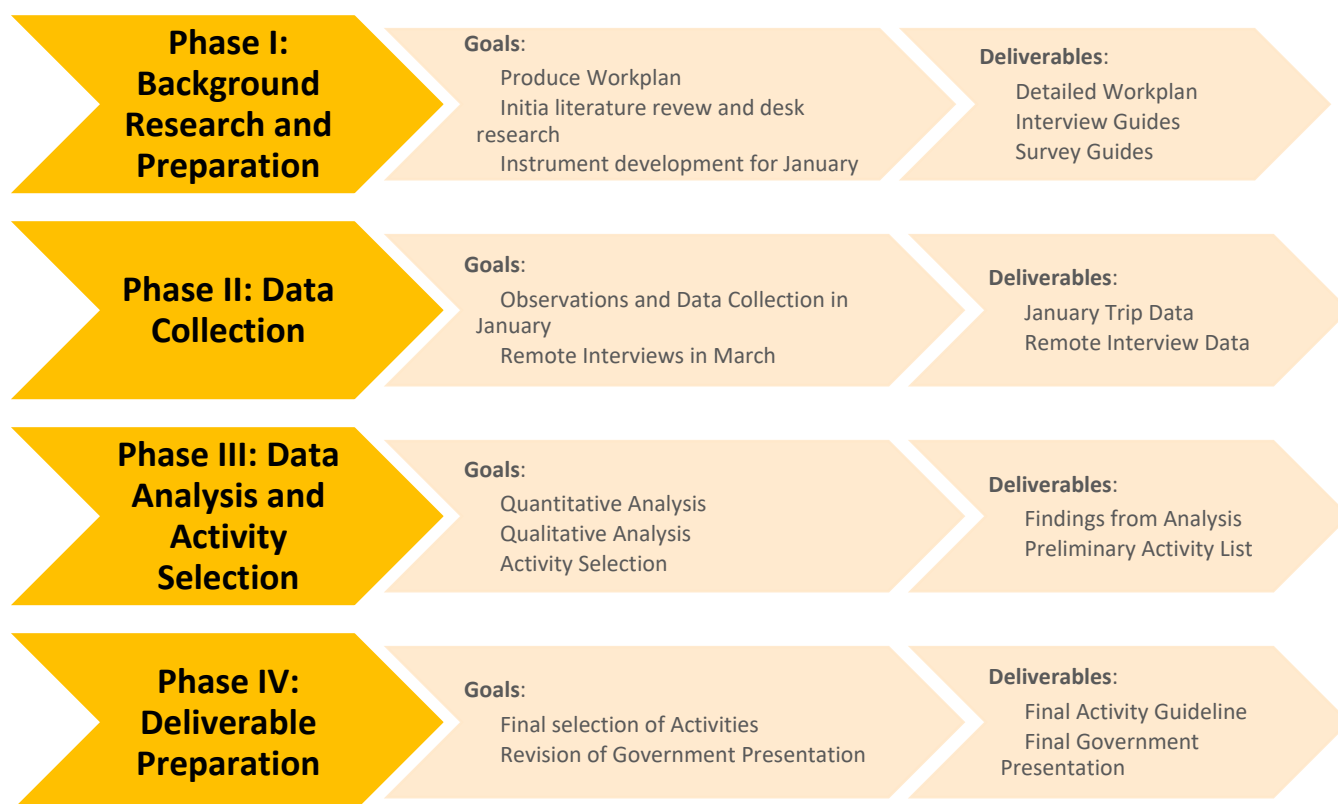 Phase I:
Background
Research and
Preparation
Goals:
Produce Workplan
Initia literature revew and desk
research
Instrument development for January
Deliverables:
Detailed Workplan
Interview Guides
Survey Guides
Phase II: Data
Collection
Goals:
Observations and Data Collection in
January
Remote Interviews in March
Deliverables:
January Trip Data
Remote Interview Data
Phase III: Data
Analysis and
Activity
Selection
Goals:
Quantitative Analysis
Qualitative Analysis
Activity Selection
Deliverables:
Findings from Analysis
Preliminary Activity List
Phase IV:
Deliverable
Preparation
Goals:
Final selection of Activities
Revision of Government Presentation
Deliverables:
Final Activity Guideline
Final Government
Presentation